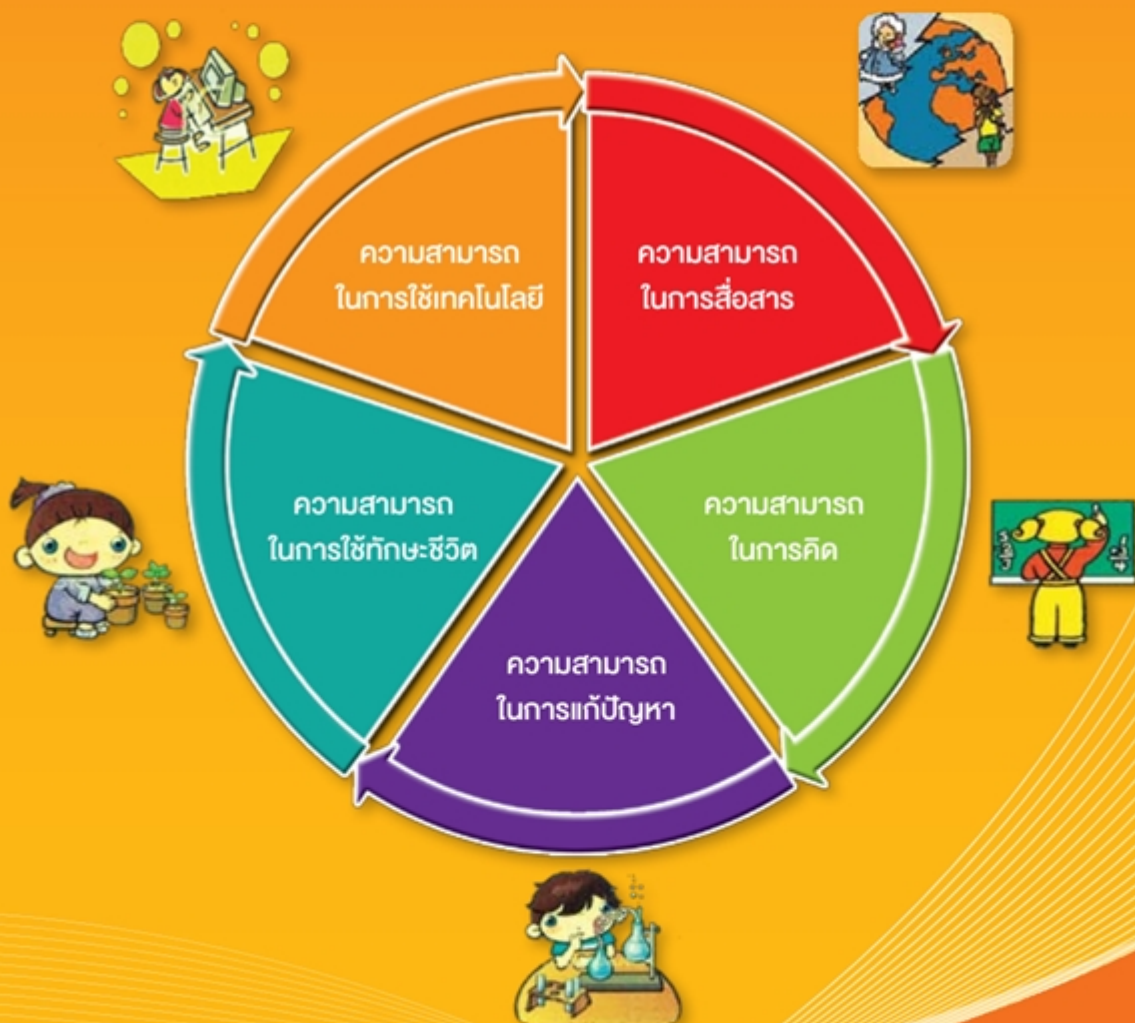 ความสามารถ
ในการใช้เทคโนโลยี
ความสามารถ
ในการสื่อสาร
ความสามารถ
ในการใช้ทักษะชีวิต
ความสามารถ
ในการคิด
ความสามารถ
ในการแก้ปัญหา